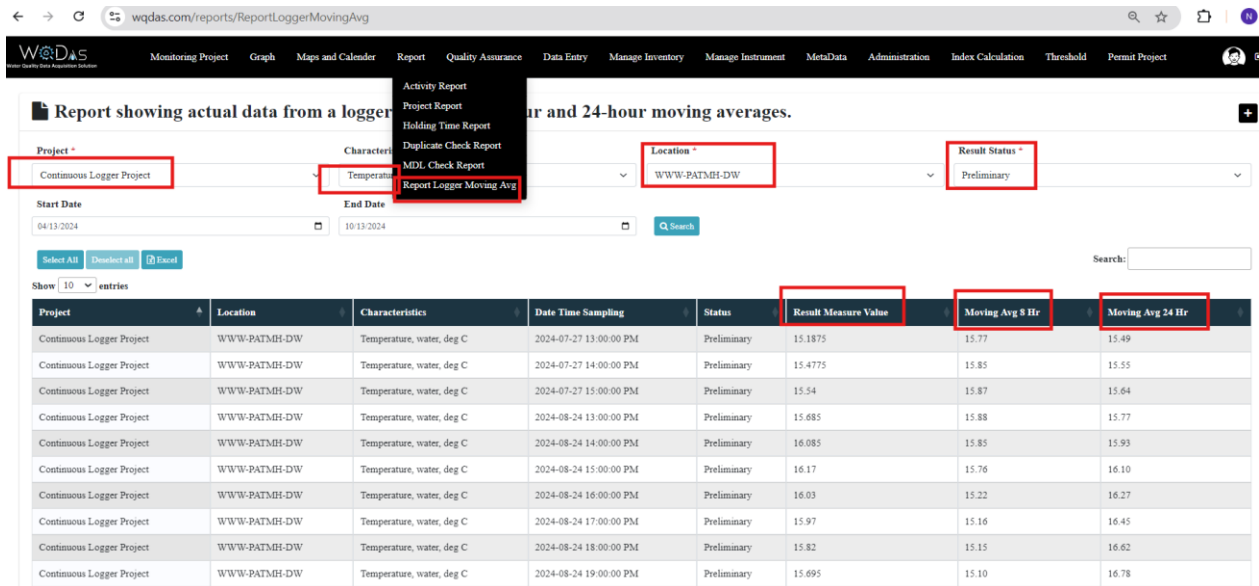 wqdas.com/reports/ReportLoggerMovingAvg
N
WQDAS
Water Quality Data Acquisition Solution
Monitoring Project Graph Maps and Calender Report Quality Assurance Data Entry Manage Inventory Manage Instrument MetaData Administration Index Calculation Threshold Permit Project
Activity Report
Project Report
Holding Time Report
Duplicate Check Report
MDL Check Report
Report Logger Moving Avg
Report showing actual data from a logger ur and 24-hour moving averages.
+
Project * Characteri Location * Result Status *
Continuous Logger Project Temperatur WWW-PATMH-DW Preliminary
Start Date End Date
04/13/2024 10/13/2024 Search
Select All Deselect all Excel Search:
Show 10 entries
Project Location Characteristics Date Time Sampling Status Result Measure Value Moving Avg 8 Hr Moving Avg 24 Hr
Continuous Logger Project WWW-PATMH-DW Temperature, water, deg C 2024-07-27 13:00:00 PM Preliminary 15.1875 15.77 15.49
Continuous Logger Project WWW-PATMH-DW Temperature, water, deg C 2024-07-27 14:00:00 PM Preliminary 15.4775 15.85 15.55
Continuous Logger Project WWW-PATMH-DW Temperature, water, deg C 2024-07-27 15:00:00 PM Preliminary 15.54 15.87 15.64
Continuous Logger Project WWW-PATMH-DW Temperature, water, deg C 2024-08-24 13:00:00 PM Preliminary 15.685 15.88 15.77
Continuous Logger Project WWW-PATMH-DW Temperature, water, deg C 2024-08-24 14:00:00 PM Preliminary 16.085 15.85 15.93
Continuous Logger Project WWW-PATMH-DW Temperature, water, deg C 2024-08-24 15:00:00 PM Preliminary 16.17 15.76 16.10
Continuous Logger Project WWW-PATMH-DW Temperature, water, deg C 2024-08-24 16:00:00 PM Preliminary 16.03 15.22 16.27
Continuous Logger Project WWW-PATMH-DW Temperature, water, deg C 2024-08-24 17:00:00 PM Preliminary 15.97 15.16 16.45
Continuous Logger Project WWW-PATMH-DW Temperature, water, deg C 2024-08-24 18:00:00 PM Preliminary 15.82 15.15 16.62
Continuous Logger Project WWW-PATMH-DW Temperature, water, deg C 2024-08-24 19:00:00 PM Preliminary 15.695 15.10 16.78